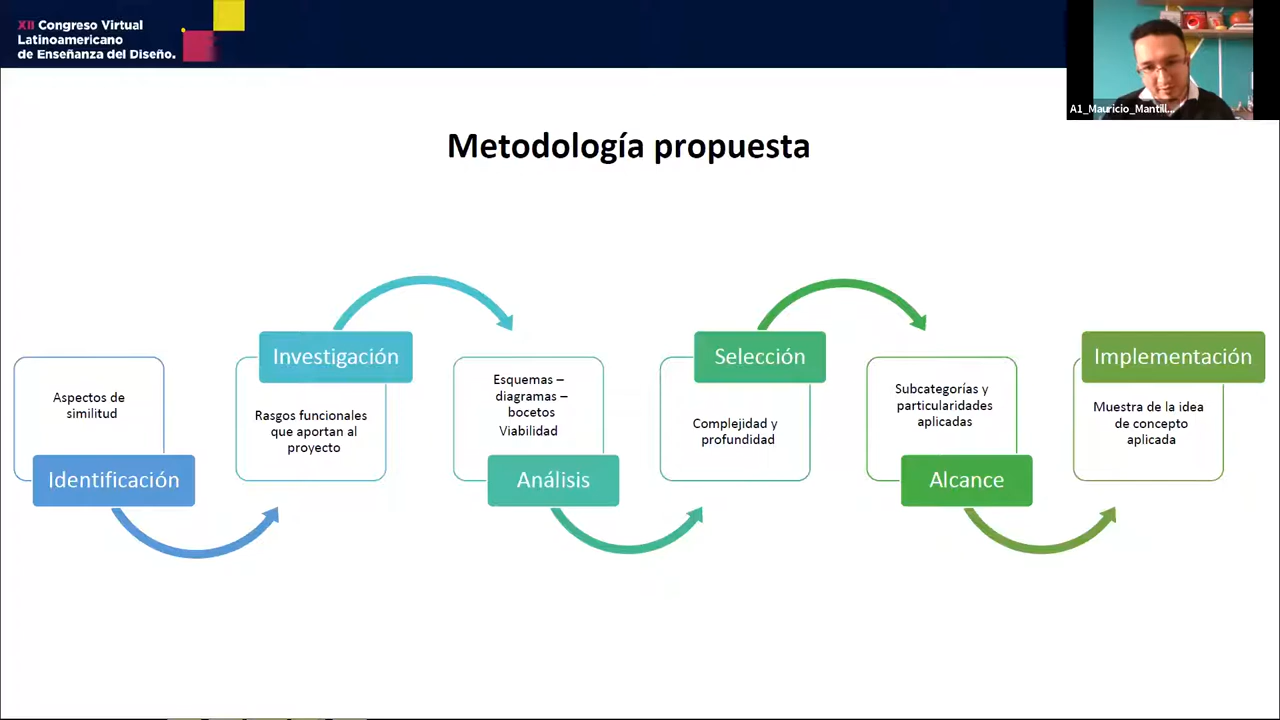 XII Congreso Virtual
Latinoamericano
de Enseñanza del Diseño.
A1_Mauricio_Mantill...
Metodología propuesta
Aspectos de
similitud
Identificación
Investigación
Rasgos funcionales
que aportan al
proyecto
Esquemas –
diagramas –
bocetos
Viabilidad
Análisis
Selección
Complejidad y
profundidad
Subcategorías y
particularidades
aplicadas
Alcance
Implementación
Muestra de la idea
de concepto
aplicada